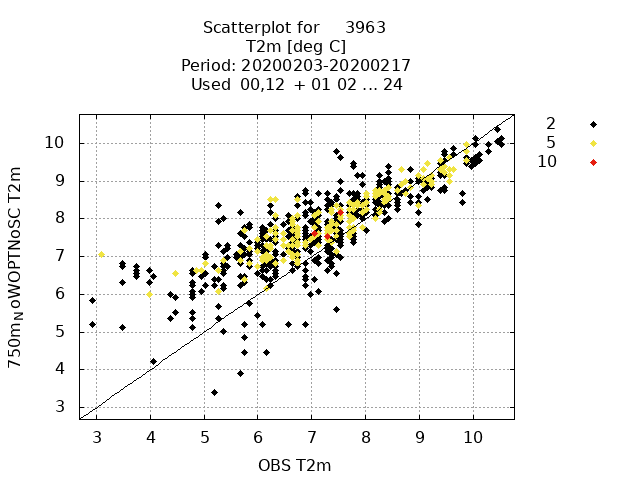 Scatterplot for 3963
T2m [deg C]
Period: 20200203-20200217
Used 00,12 + 01 02 ... 24
2
5
10
750m_NoWOPTNoSC T2m
10
9
8
7
6
5
4
3
3 4 5 6 7 8 9 10
OBS T2m